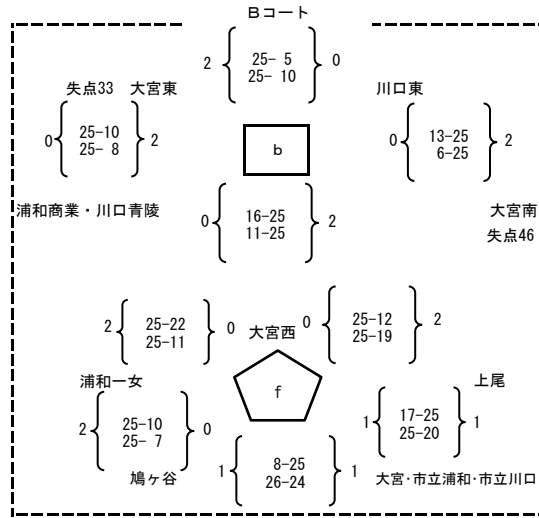 Bコート
2 25- 5 0
25- 10
失点33 大宮東 川口東
0 25-10 2 b 0 13-25 2
25- 8 6-25
浦和商業・川口青陵 0 16-25 2 大宮南
11-25 失点46
2 25-22 0 大宮西 0 25-12 2
25-11 25-19
浦和一女 f 上尾
2 25-10 0 1 17-25 1
25- 7 25-20
鳩ヶ谷 1 8-25 1 大宮・市立浦和・市立川口
26-24